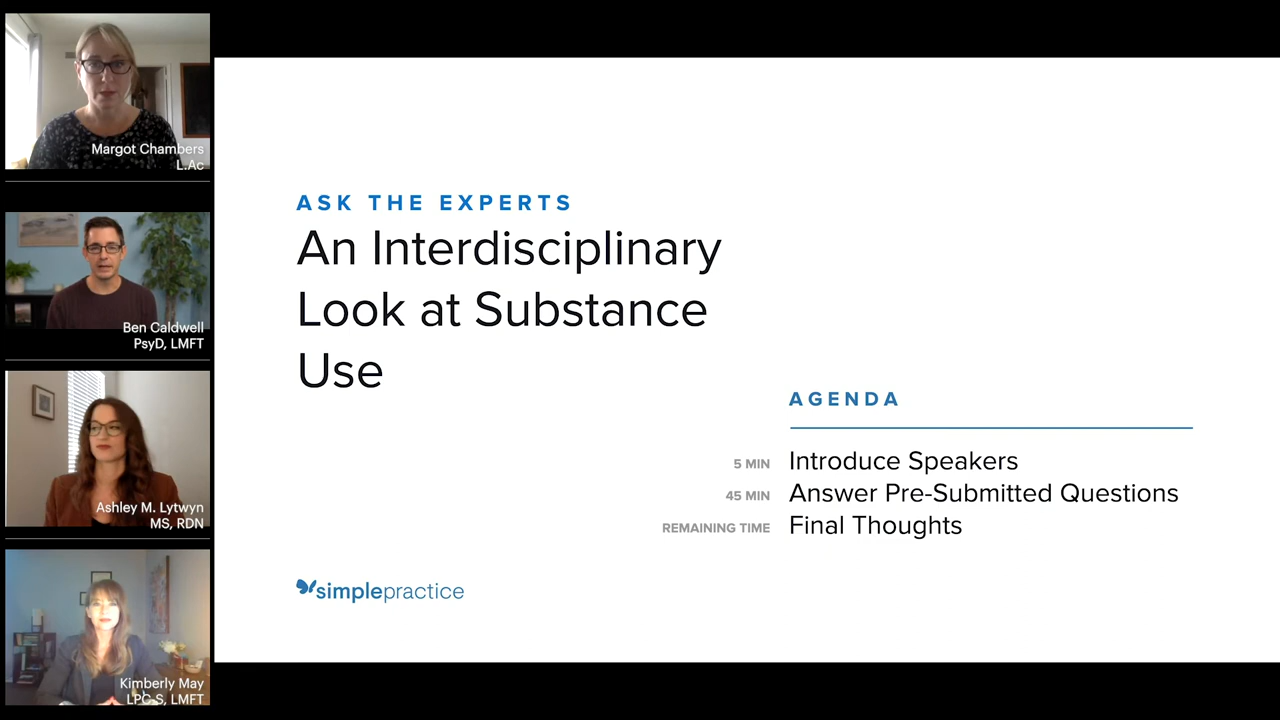 Margot Chambers
L.Ac
Ben Caldwell
PsyD, LMFT
Ashley M. Lytwyn
MS, RDN
Kimberly May
LPC-S, LMFT
ASK THE EXPERTS
An Interdisciplinary
Look at Substance
Use
AGENDA
5 MIN Introduce Speakers
45 MIN Answer Pre-Submitted Questions
REMAINING TIME Final Thoughts
simplepractice